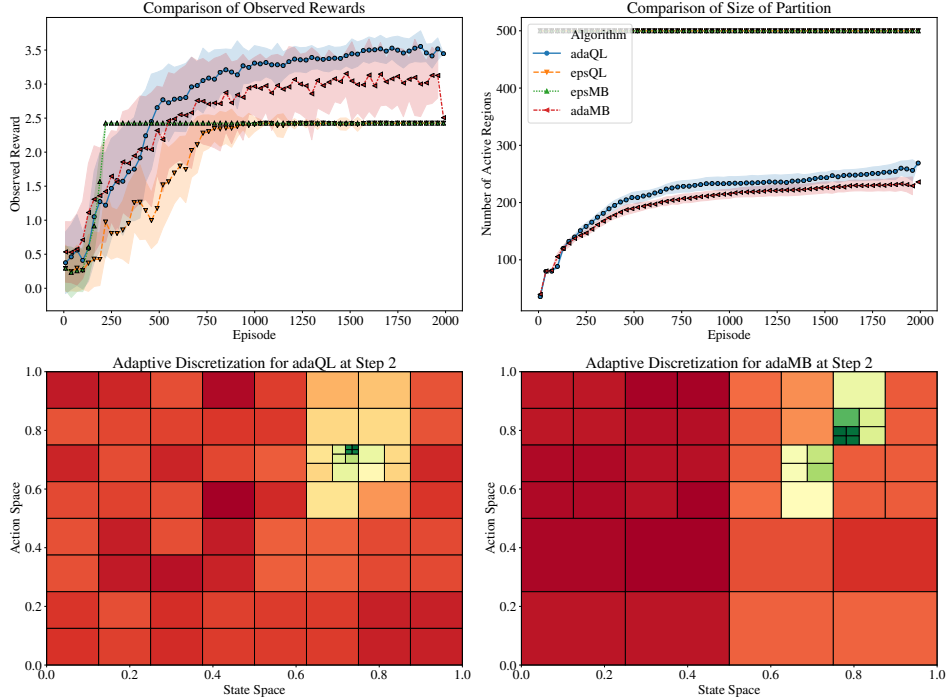 Comparison of Observed Rewards
Observed Reward
3.5
3.0
2.5
2.0
1.5
1.0
0.5
0.0
0 250 500 750 1000 1250 1500 1750 2000
Episode
Comparison of Size of Partition
Number of Active Regions
500
400
300
200
100
Algorithm
adaQL
epsQL
epsMB
adaMB
0 250 500 750 1000 1250 1500 1750 2000
Episode
Adaptive Discretization for adaQL at Step 2
Action Space
1.0
0.8
0.6
0.4
0.2
0.0
0.0 0.2 0.4 0.6 0.8 1.0
State Space
Adaptive Discretization for adaMB at Step 2
Action Space
1.0
0.8
0.6
0.4
0.2
0.0
0.0 0.2 0.4 0.6 0.8 1.0
State Space